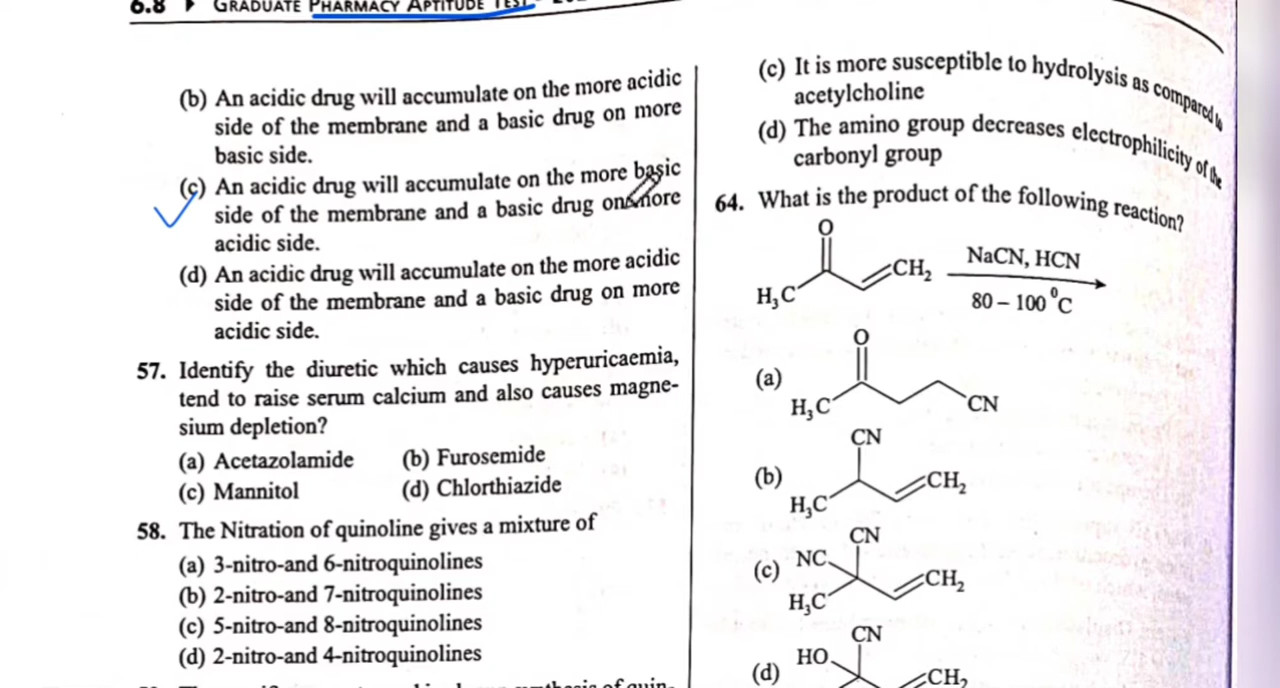 6.8 ▶ GRADUATE PHARMACY APTITUDE TEST
(b) An acidic drug will accumulate on the more acidic
side of the membrane and a basic drug on more
basic side.
(c) An acidic drug will accumulate on the more basic
side of the membrane and a basic drug on more
acidic side.
(d) An acidic drug will accumulate on the more acidic
side of the membrane and a basic drug on more
acidic side.
57. Identify the diuretic which causes hyperuricaemia,
tend to raise serum calcium and also causes magne-
sium depletion?
(a) Acetazolamide (b) Furosemide
(c) Mannitol (d) Chlorthiazide
58. The Nitration of quinoline gives a mixture of
(a) 3-nitro-and 6-nitroquinolines
(b) 2-nitro-and 7-nitroquinolines
(c) 5-nitro-and 8-nitroquinolines
(d) 2-nitro-and 4-nitroquinolines
(c) It is more susceptible to hydrolysis as compared to
acetylcholine
(d) The amino group decreases electrophilicity of the
carbonyl group
64. What is the product of the following reaction?
O
CH₂
H₃C
NaCN, HCN
80 – 100 ⁰C
O
(a)
H₃C
CN
CN
(b)
CH₂
H₃C
CN
(c) NC
CH₂
H₃C
CN
HO
(d)
CH₂